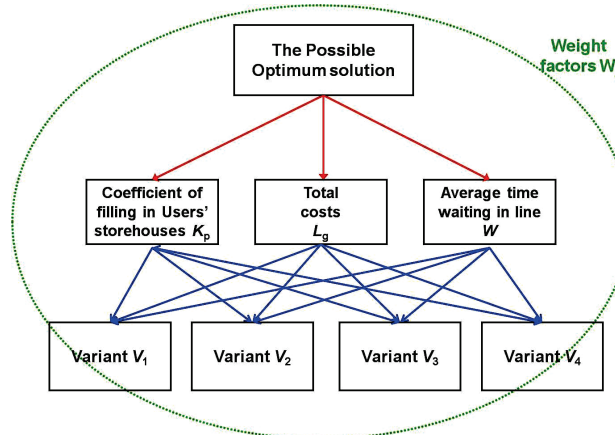 The Possible
Optimum solution
Weight
factors W
Coefficient of
filling in Users’
storehouses Kp
Total
costs
Lg
Average time
waiting in line
W
Variant V1
Variant V2
Variant V3
Variant V4